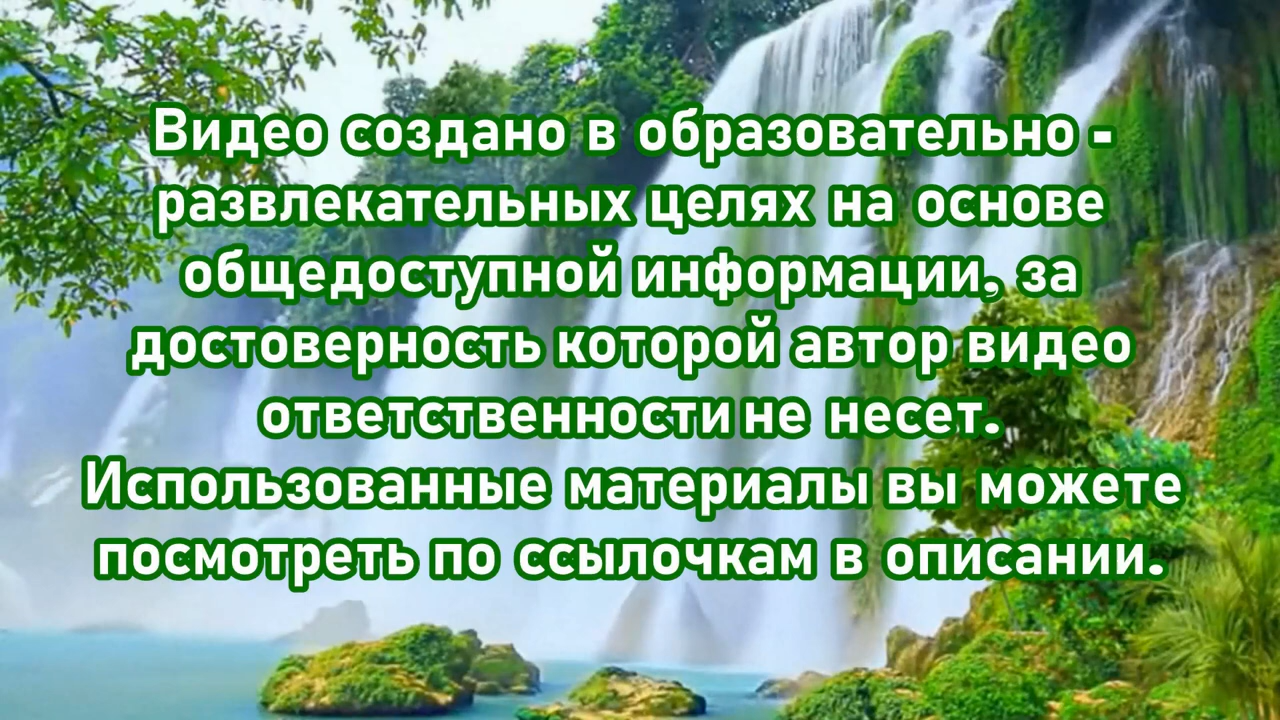 Видео создано в образовательно -
развлекательных целях на основе
общедоступной информации, за
достоверность которой автор видео
ответственности не несет.
Использованные материалы вы можете
посмотреть по ссылочкам в описании.